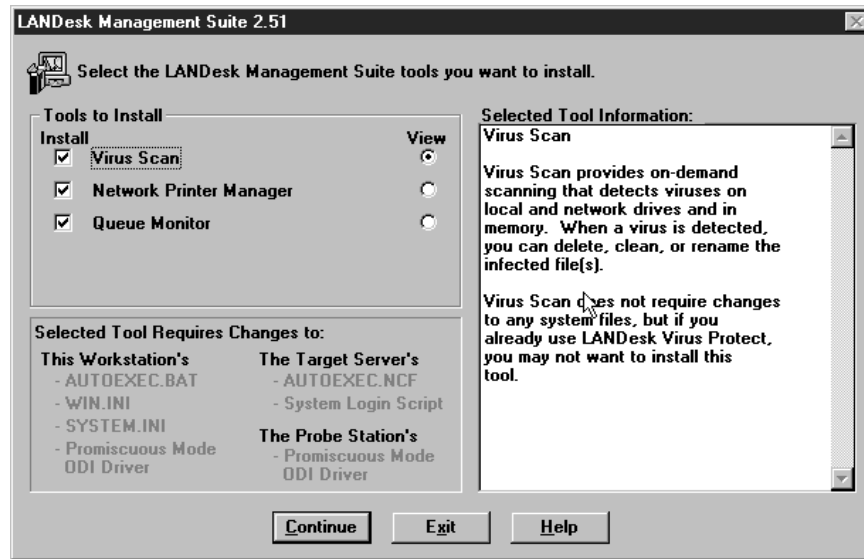 LANDesk Management Suite 2.51
Select the LANDesk Management Suite tools you want to install.
Tools to Install
Install View
Virus Scan
Network Printer Manager
Queue Monitor
Selected Tool Requires Changes to:
This Workstation's
- AUTOEXEC.BAT
- WIN.INI
- SYSTEM.INI
- Promiscuous Mode
ODI Driver
The Target Server's
- AUTOEXEC.NCF
- System Login Script
The Probe Station's
- Promiscuous Mode
ODI Driver
Selected Tool Information:
Virus Scan
Virus Scan provides on-demand
scanning that detects viruses on
local and network drives and in
memory. When a virus is detected,
you can delete, clean, or rename the
infected file(s).
Virus Scan does not require changes
to any system files, but if you
already use LANDesk Virus Protect,
you may not want to install this
tool.
Continue Exit Help